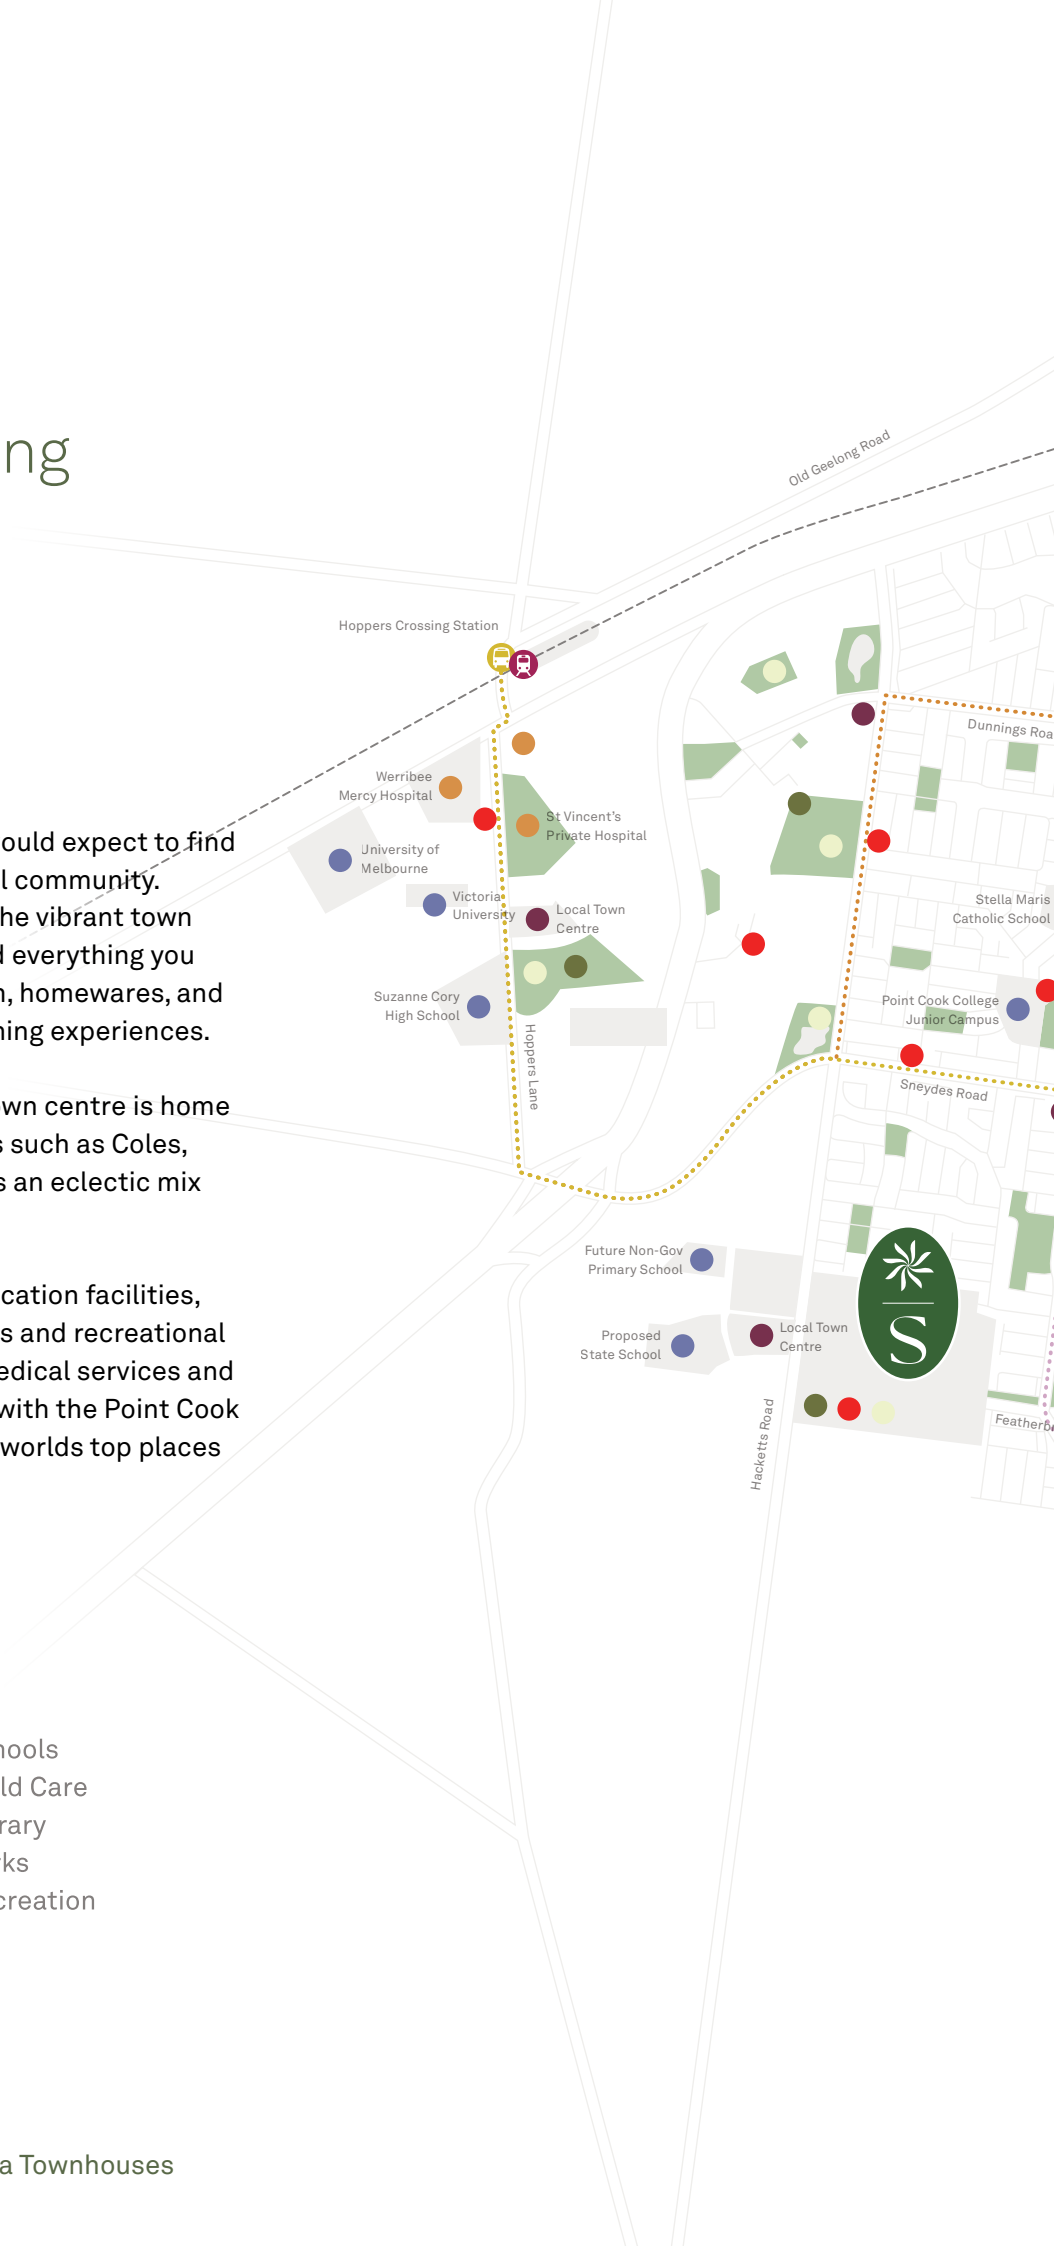 ng
ould expect to find
l community.
he vibrant town
d everything you
n, homewares, and
ning experiences.
own centre is home
s such as Coles,
s an eclectic mix
cation facilities,
s and recreational
edical services and
with the Point Cook
worlds top places
hools
ld Care
rary
rks
creation
a Townhouses
Old Geelong Road
Hoppers Crossing Station
Dunnings Roa
Werribee
Mercy Hospital
St Vincent's
Private Hospital
University of
Melbourne
Victoria
University
Local Town
Centre
Stella Maris
Catholic School
Suzanne Cory
High School
Point Cook College
Junior Campus
Hoppers Lane
Sneydes Road
Future Non-Gov
Primary School
Proposed
State School
Local Town
Centre
S
Hacketts Road
Featherb